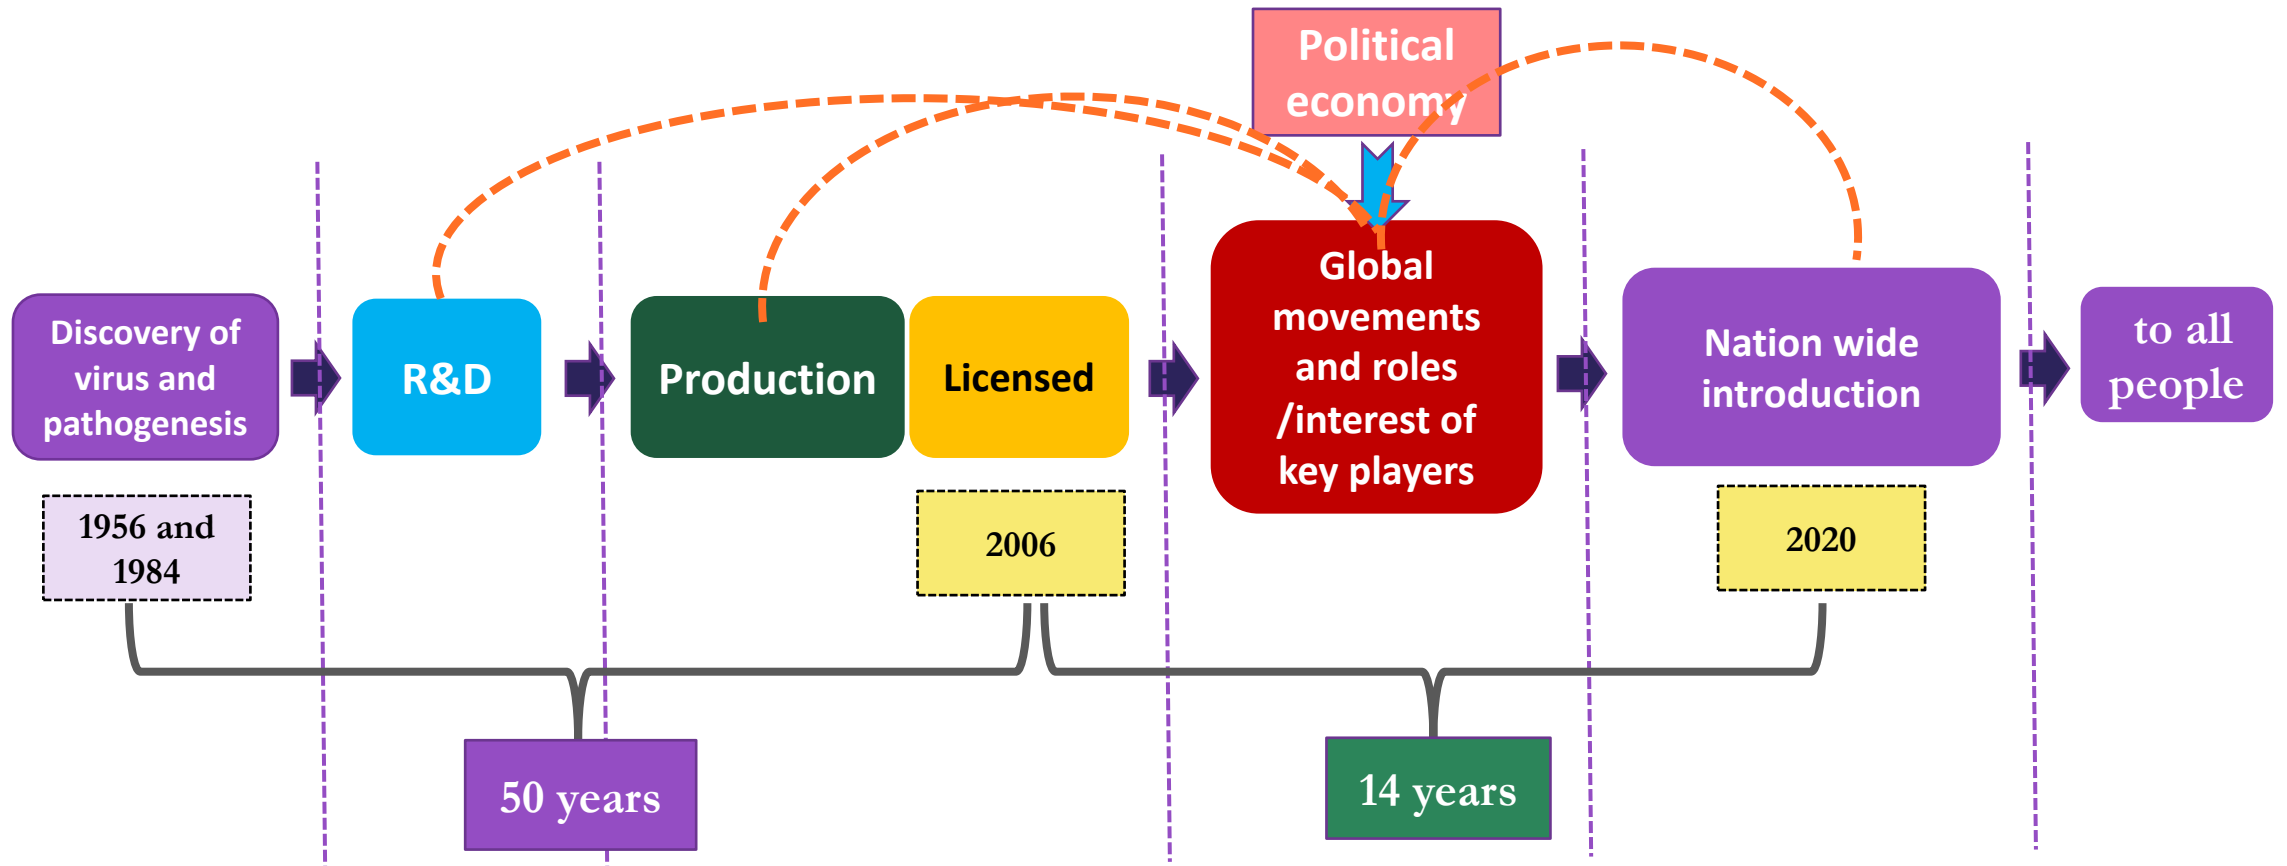 Political
economy
Discovery of
virus and
pathogenesis
R&D
Production
Licensed
Global
movements
and roles
/interest of
key players
Nation wide
introduction
to all
people
1956 and
1984
2006
2020
50 years
14 years